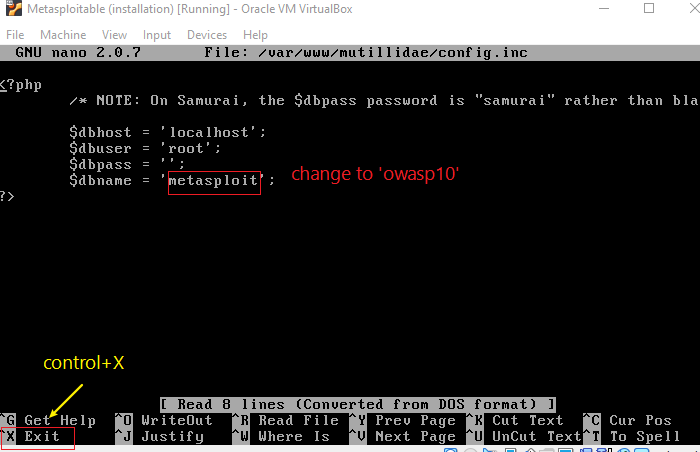 Metasploitable (installation) [Running] - Oracle VM VirtualBox
File Machine View Input Devices Help
GNU nano 2.0.7 File: /var/www/mutillidae/config.inc
<?php
/* NOTE: On Samurai, the $dbpass password is "samurai" rather than bla
$dbhost = 'localhost';
$dbuser = 'root';
$dbpass = '';
$dbname = 'metasploit'; change to 'owasp10'
?>
control+X
[ Read 8 lines (Converted from DOS format) ]
^G Get Help ^O WriteOut ^R Read File ^Y Prev Page ^K Cut Text ^C Cur Pos
^X Exit ^J Justify ^W Where Is ^V Next Page ^U UnCut Text ^T To Spell